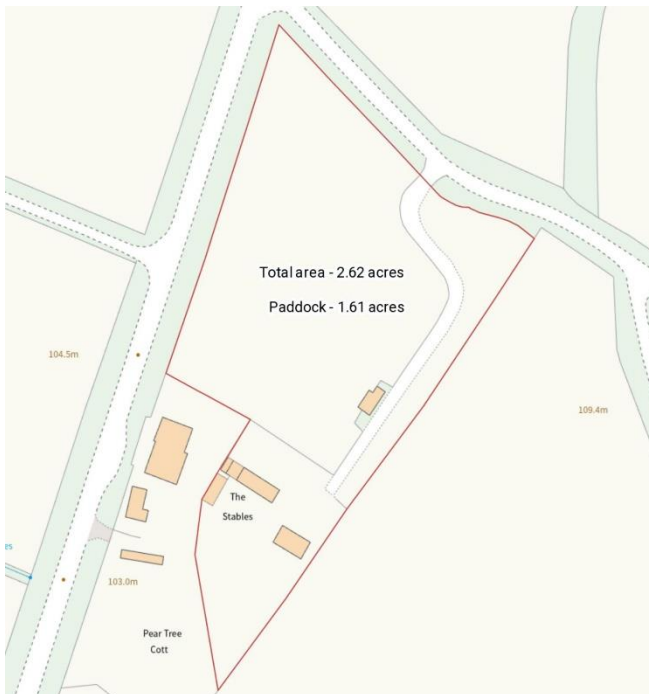 Total area - 2.62 acres
Paddock - 1.61 acres
104.5m
109.4m
The
Stables
es
103.0m
Pear Tree
Cott